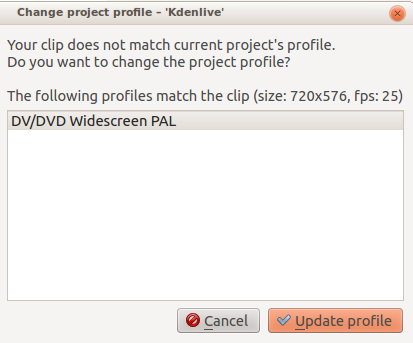 Change project profile – 'Kdenlive'
Your clip does not match current project's profile.
Do you want to change the project profile?
The following profiles match the clip (size: 720x576, fps: 25)
DV/DVD Widescreen PAL
Cancel
Update profile